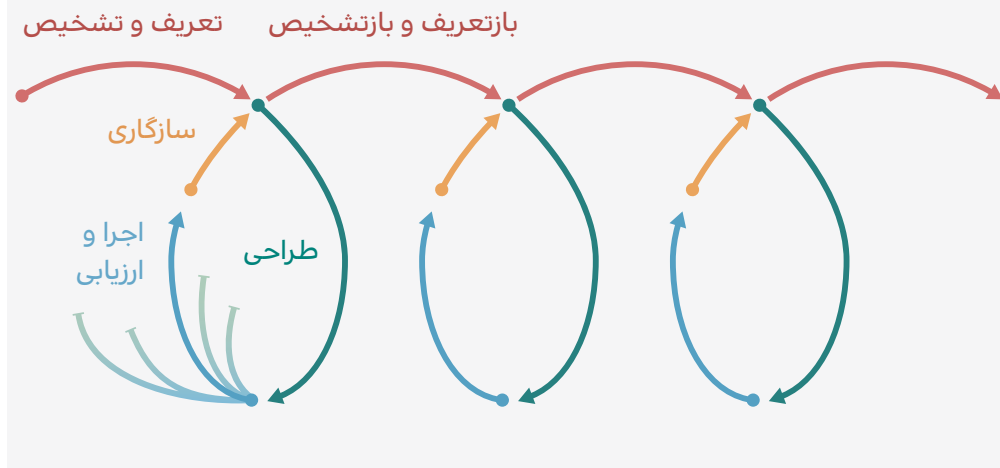 بازتعریف و بازتشخیص
تعریف و تشخیص
سازگاری
اجرا و
ارزیابی
طراحی